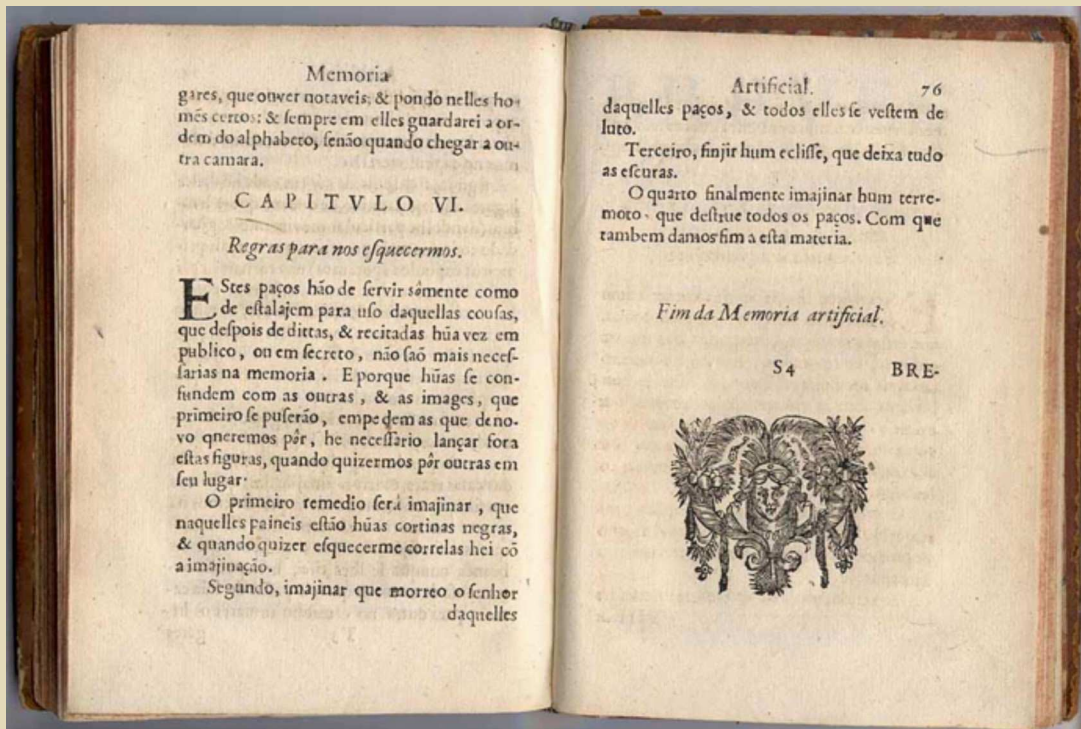 Memoria
gares, que onver notaveis; & pondo nelles ho-
mẽs certos: & ſempre em elles guardarei a or-
dem do alphabeto, ſenão quando chegar a ou-
tra camara.
CAPITVLO VI.
Regras para nos eſquecermos.
EStes paços hão de ſervir sômente como
de eſtalajem para uſo daquellas couſas,
que deſpois de dittas, & recitadas hũa vez em
publico, ou em ſecreto, não ſaõ mais neceſ-
ſarias na memoria. E porque hũas ſe con-
fundem com as outras, & as images, que
primeiro ſe puſerão, empedem as que de no-
vo qneremos pôr, he neceſſario lançar fora
eſtas figuras, quando quizermos pôr outras em
ſeu lugar.
O primeiro remedio ſerá imajinar, que
naquelles paineis eſtão hũas cortinas negras,
& quando quizer eſquecerme correlas hei cõ
a imajinação.
Segundo, imajinar que morreo o ſenhor
daquelles
Artificial. 76
daquelles paços, & todos elles ſe veſtem de
luto.
Terceiro, finjir hum ecliſſe, que deixa tudo
as eſcuras.
O quarto finalmente imajinar hum terre-
moto, que deſtrue todos os paços. Com que
tambem damos fim a eſta materia.
Fim da Memoria artificial.
S4 BRE-